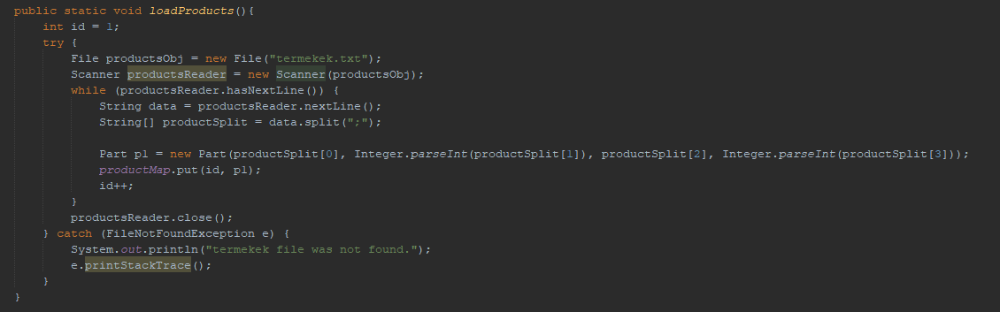 public static void loadProducts(){
int id = 1;
try {
File productsObj = new File("termekek.txt");
Scanner productsReader = new Scanner(productsObj);
while (productsReader.hasNextLine()) {
String data = productsReader.nextLine();
String[] productSplit = data.split(";");
Part p1 = new Part(productSplit[0], Integer.parseInt(productSplit[1]), productSplit[2], Integer.parseInt(productSplit[3]));
productMap.put(id, p1);
id++;
}
productsReader.close();
} catch (FileNotFoundException e) {
System.out.println("termekek file was not found.");
e.printStackTrace();
}
}